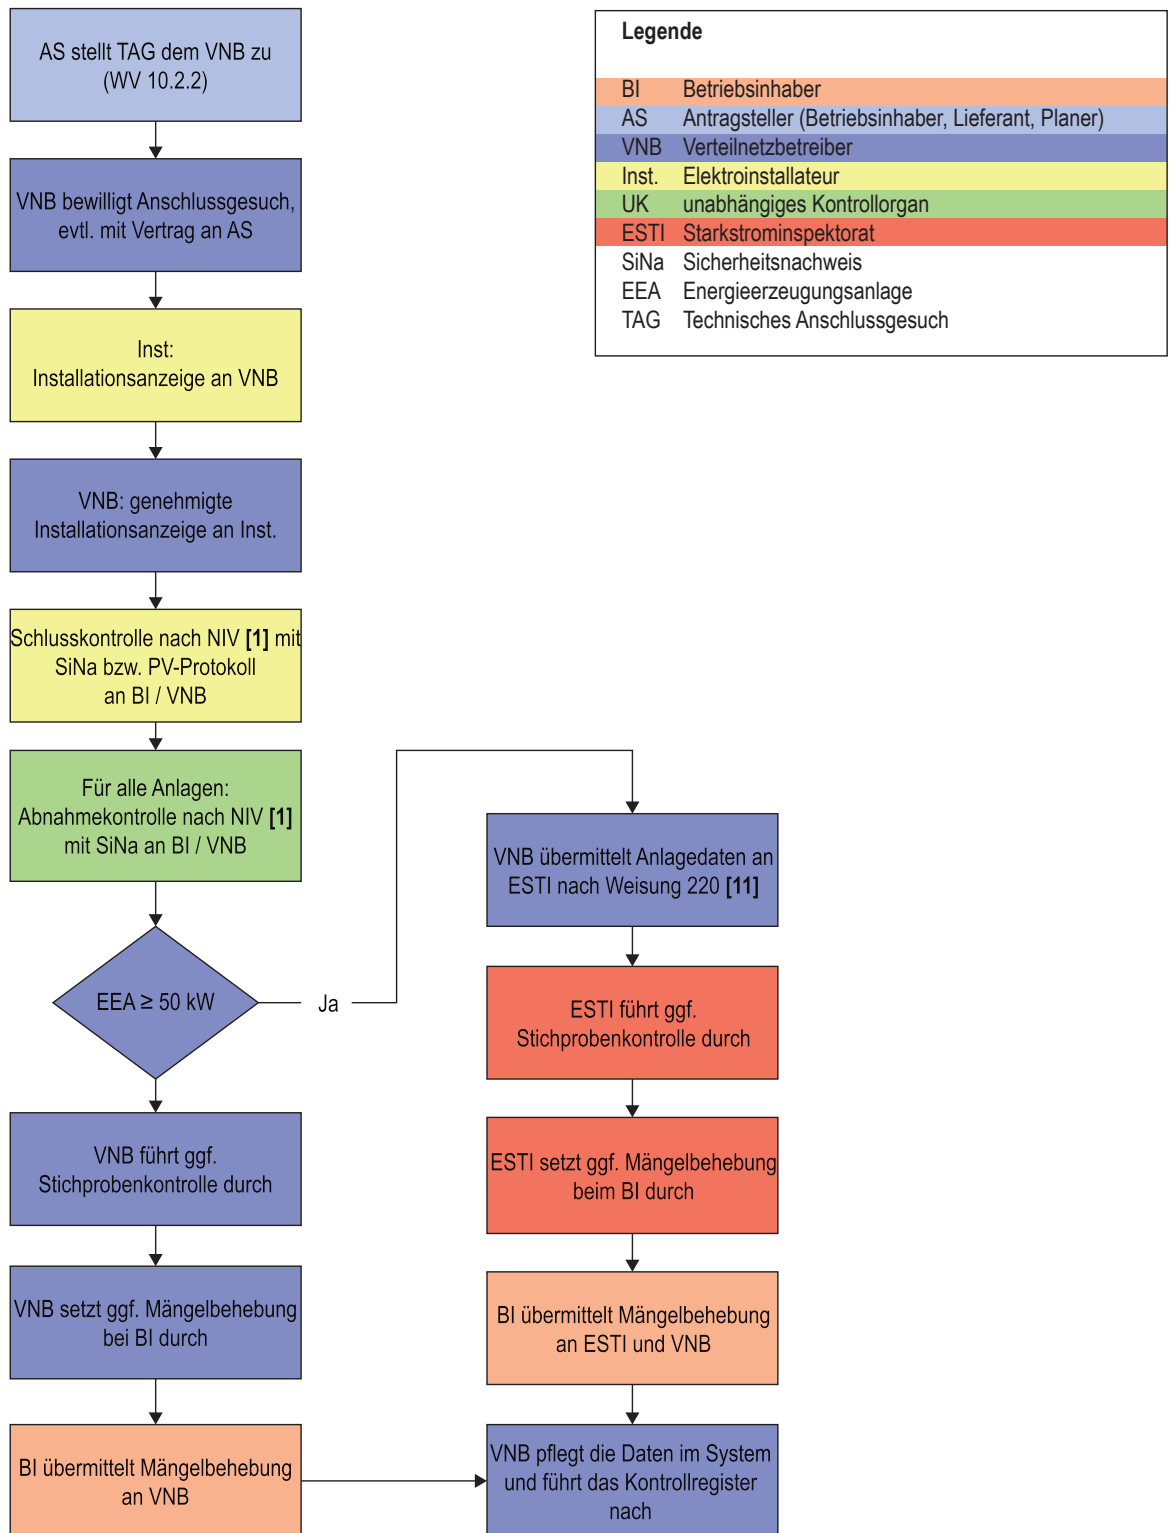 AS stellt TAG dem VNB zu
(WV 10.2.2)
VNB bewilligt Anschlussgesuch,
evtl. mit Vertrag an AS
Inst:
Installationsanzeige an VNB
VNB: genehmigte
Installationsanzeige an Inst.
Schlusskontrolle nach NIV [1] mit
SiNa bzw. PV-Protokoll
an BI / VNB
Für alle Anlagen:
Abnahmekontrolle nach NIV [1]
mit SiNa an BI / VNB
EEA ≥ 50 kW
Ja
VNB führt ggf.
Stichprobenkontrolle durch
VNB setzt ggf. Mängelbehebung
bei BI durch
BI übermittelt Mängelbehebung
an VNB
VNB übermittelt Anlagedaten an
ESTI nach Weisung 220 [11]
ESTI führt ggf.
Stichprobenkontrolle durch
ESTI setzt ggf. Mängelbehebung
beim BI durch
BI übermittelt Mängelbehebung
an ESTI und VNB
VNB pflegt die Daten im System
und führt das Kontrollregister
nach
Legende
BI Betriebsinhaber
AS Antragsteller (Betriebsinhaber, Lieferant, Planer)
VNB Verteilnetzbetreiber
Inst. Elektroinstallateur
UK unabhängiges Kontrollorgan
ESTI Starkstrominspektorat
SiNa Sicherheitsnachweis
EEA Energieerzeugungsanlage
TAG Technisches Anschlussgesuch